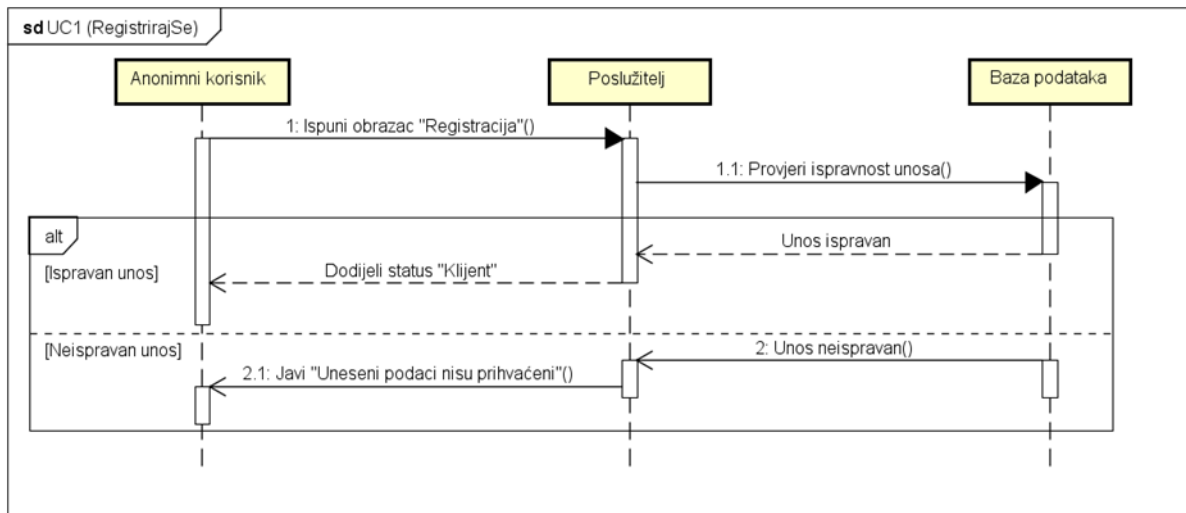 sd UC1 (RegistrirajSe)
Anonimni korisnik
Poslužitelj
Baza podataka
1: Ispuni obrazac "Registracija"()
1.1: Provjeri ispravnost unosa()
alt
Unos ispravan
[Ispravan unos]
Dodijeli status "Klijent"
[Neispravan unos]
2: Unos neispravan()
2.1: Javi "Uneseni podaci nisu prihvaćeni"()